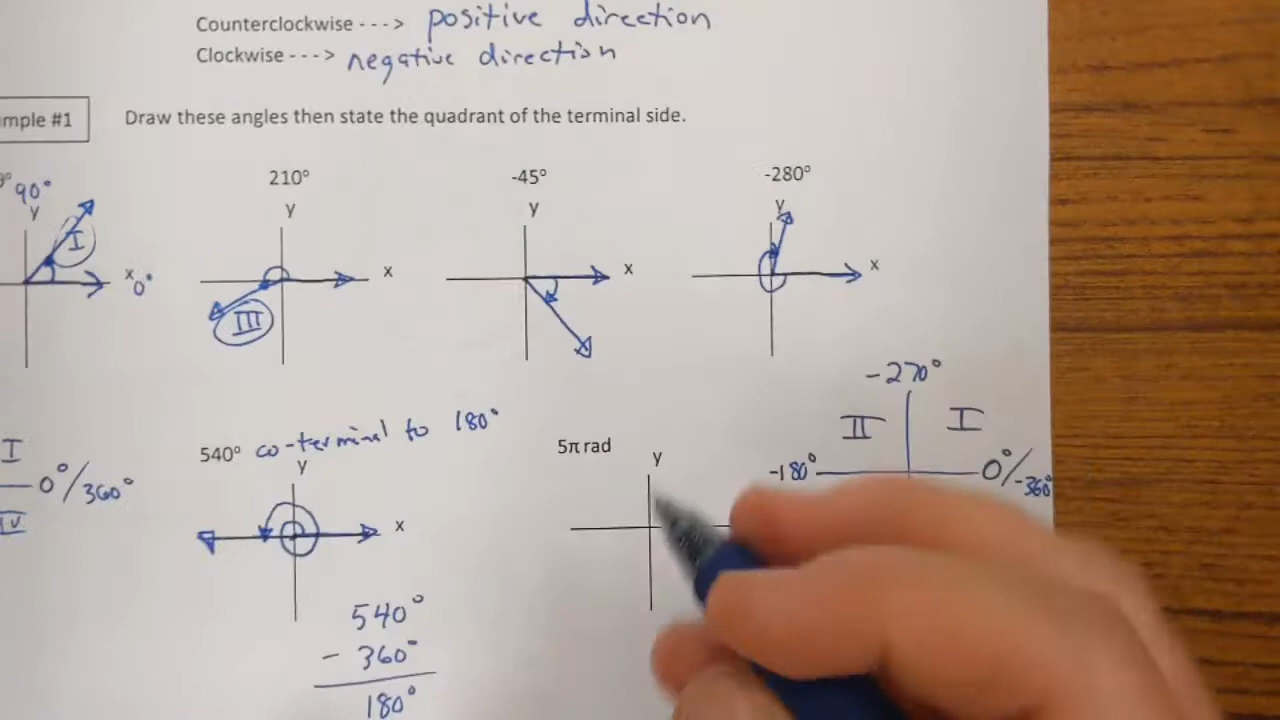 Counterclockwise - - -> positive direction
Clockwise - - -> negative direction
mple #1 Draw these angles then state the quadrant of the terminal side.
90° 210° -45° -280°
y y y y
I x 0° x x x
III
-270°
II I
-180° 0°/-360°
I
0°/360°
IV
540° co-terminal to 180° 5π rad
y y
x
540°
- 360°
180°